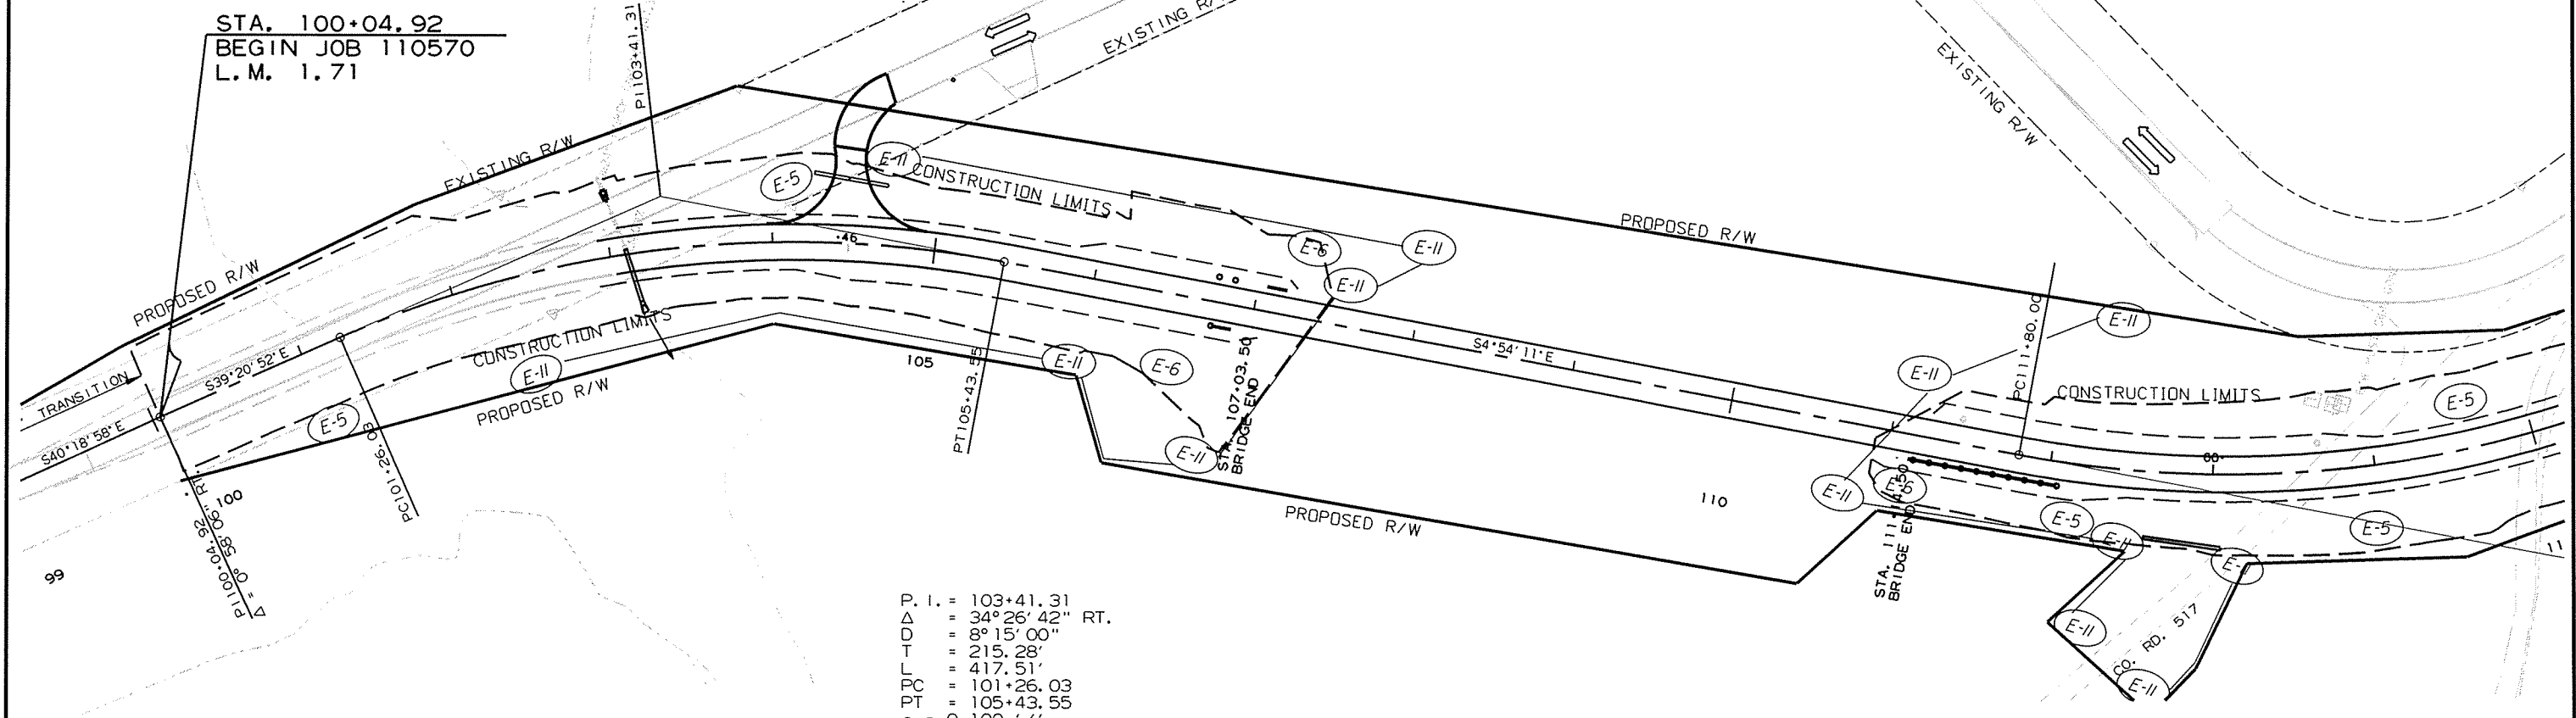 STA. 100+04.92
BEGIN JOB 110570
L.M. 1.71
PI103+41.31
EXISTING R/W
EXISTING R/
EXISTING R/W
PROPOSED R/W
TRANSITION
S40°18'58"E
S39°20'52"E
E-5
E-11
CONSTRUCTION LIMITS
E-6
E-11
E-11
PROPOSED R/W
E-11
E-5
E-11
CONSTRUCTION LIMITS
PROPOSED R/W
105
PT105+43.55
E-11
E-6
E-11
STA. 107+03.50
BRIDGE END
S4°54'11"E
PC111+80.00
E-11
E-11
CONSTRUCTION LIMITS
E-5
E-11
E-6
E-5
E-11
E-5
E-11
E-11
CO. RD. 517
PROPOSED R/W
110
BRIDGE END
11
99
100
PI100+04.92
Δ = 0° 58'06" RT.
PC101+26.03
P.I. = 103+41.31
Δ = 34°26'42" RT.
D = 8°15'00"
T = 215.28'
L = 417.51'
PC = 101+26.03
PT = 105+43.55